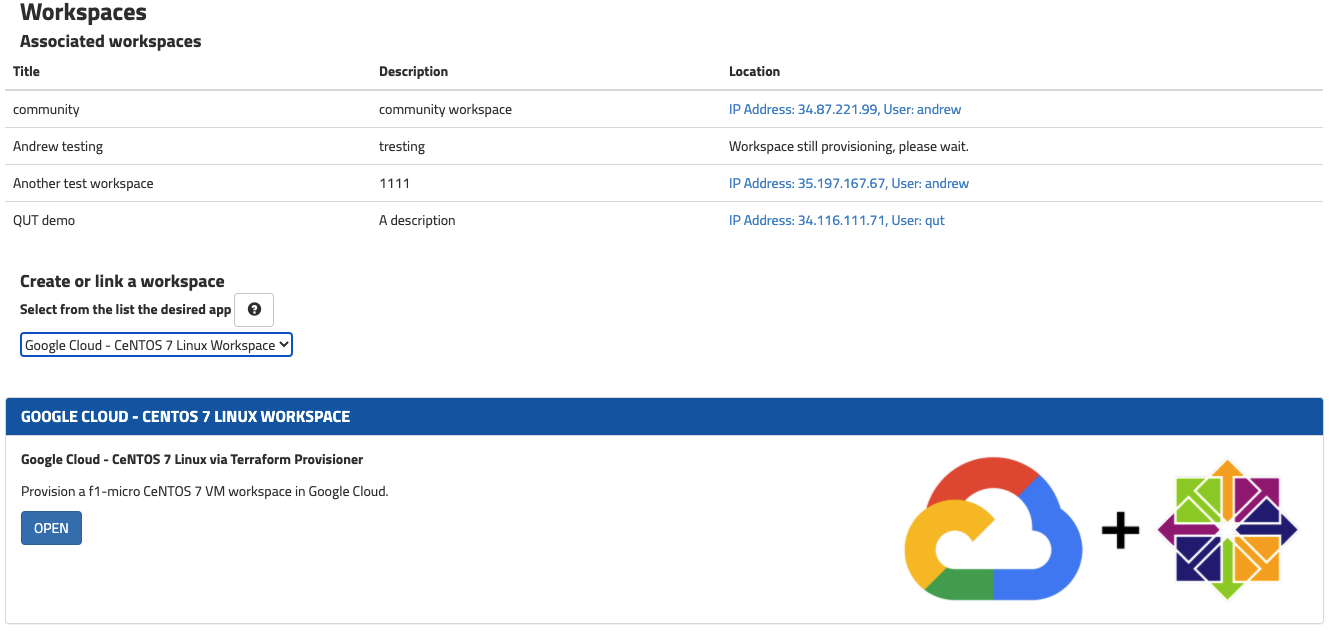 Workspaces
Associated workspaces
Title Description Location
community community workspace IP Address: 34.87.221.99, User: andrew
Andrew testing tresting Workspace still provisioning, please wait.
Another test workspace 1111 IP Address: 35.197.167.67, User: andrew
QUT demo A description IP Address: 34.116.111.71, User: qut
Create or link a workspace
Select from the list the desired app ?
Google Cloud - CeNTOS 7 Linux Workspace
GOOGLE CLOUD - CENTOS 7 LINUX WORKSPACE
Google Cloud - CeNTOS 7 Linux via Terraform Provisioner
Provision a f1-micro CeNTOS 7 VM workspace in Google Cloud.
OPEN
+